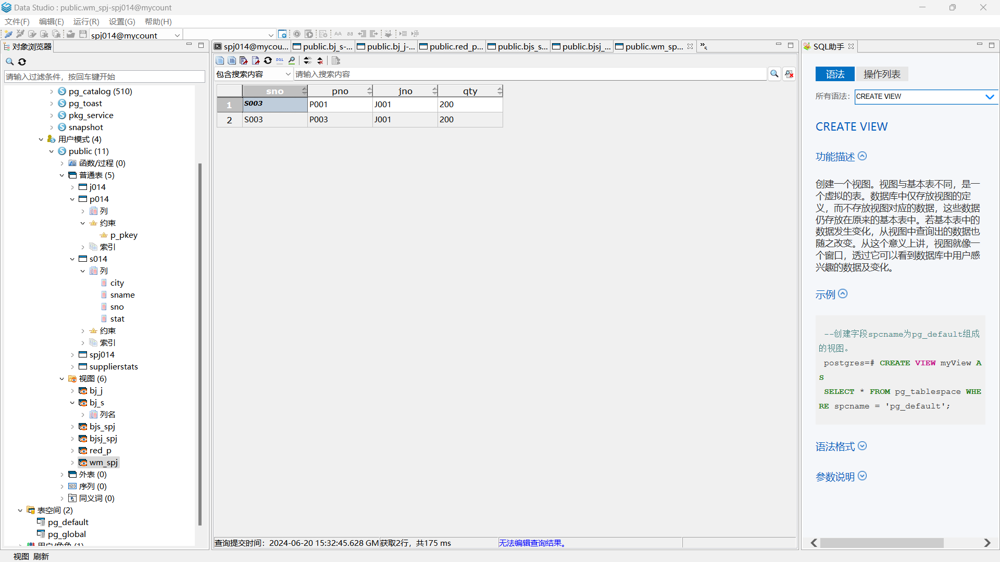 Data Studio : public.wm_spj-spj014@mycount
文件(F) 编辑(E) 运行(R) 设置(G) 帮助(H)
spj014@mycount
对象浏览器
请输入过滤条件，按回车键开始
pg_catalog (510)
pg_toast
pkg_service
snapshot
用户模式 (4)
public (11)
函数/过程 (0)
普通表 (5)
j014
p014
列
约束
p_pkey
索引
s014
列
city
sname
sno
stat
约束
索引
spj014
supplierstats
视图 (6)
bj_j
bj_s
列名
bjs_spj
bjsj_spj
red_p
wm_spj
外表 (0)
序列 (0)
同义词 (0)
表空间 (2)
pg_default
pg_global
用户/角色 (1)
视图 刷新
spj014@mycou... public.bj_s-... public.bj_j-... public.red_p... public.bjs_s... public.bjsj_... public.wm_sp... »5
SQL
包含搜索内容 请输入搜索内容
sno pno jno qty
1 S003 P001 J001 200
2 S003 P003 J001 200
查询提交时间：2024-06-20 15:32:45.628 GM 获取2行，共175 ms 无法编辑查询结果。
SQL助手
语法 操作列表
所有语法: CREATE VIEW
CREATE VIEW
功能描述
创建一个视图。视图与基本表不同，是一
个虚拟的表。数据库中仅存放视图的定
义，而不存放视图对应的数据，这些数据
仍存放在原来的基本表中。若基本表中的
数据发生变化，从视图中查询出的数据也
随之改变。从这个意义上讲，视图就像一
个窗口，透过它可以看到数据库中用户感
兴趣的数据及变化。
示例
--创建字段spcname为pg_default组成
的视图。
postgres=# CREATE VIEW myView A
S
SELECT * FROM pg_tablespace WHE
RE spcname = 'pg_default';
语法格式
参数说明